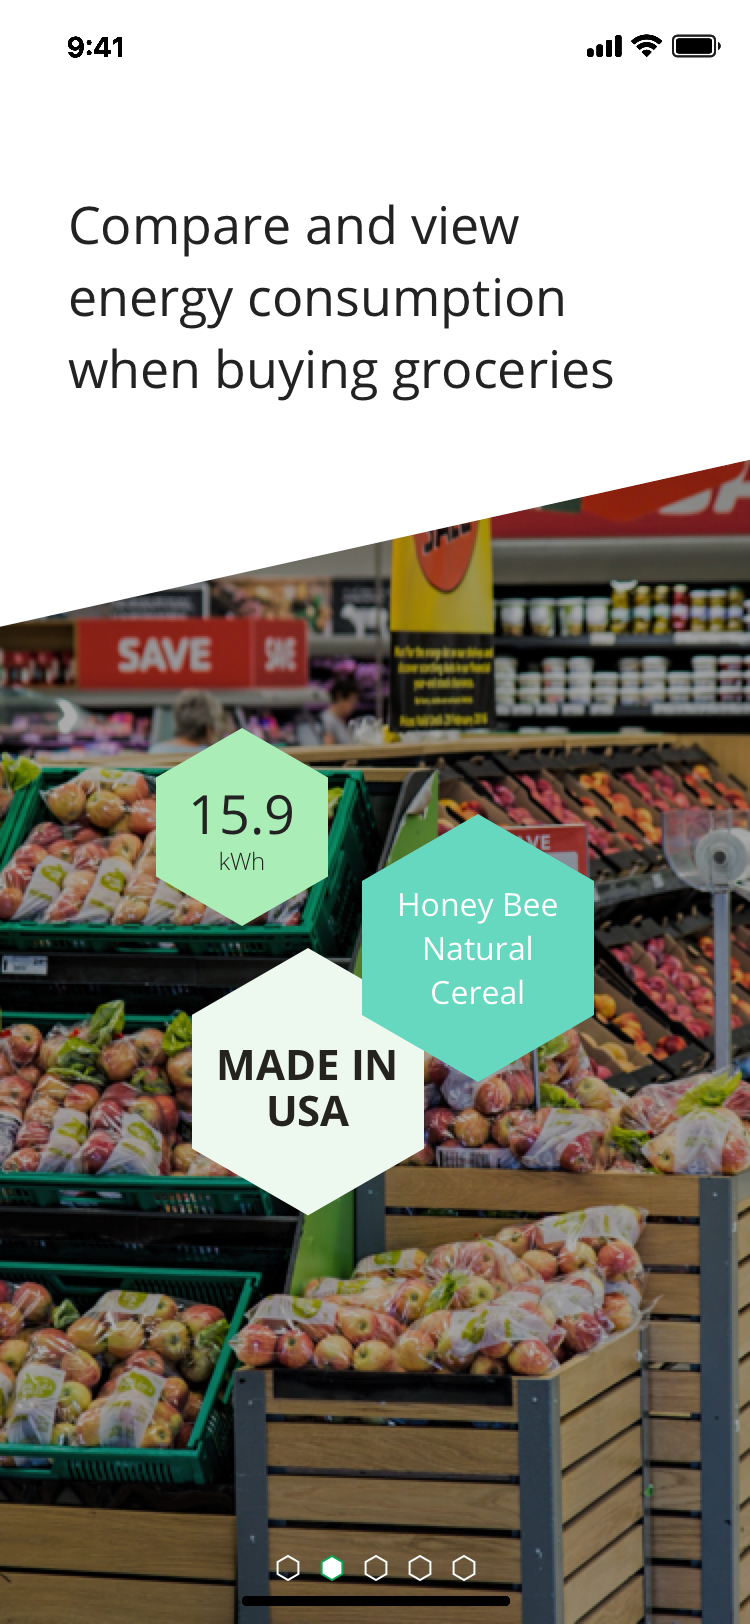 9:41
Compare and view
energy consumption
when buying groceries
SAVE
SAVE
15.9
kWh
Honey Bee
Natural
Cereal
MADE IN
USA